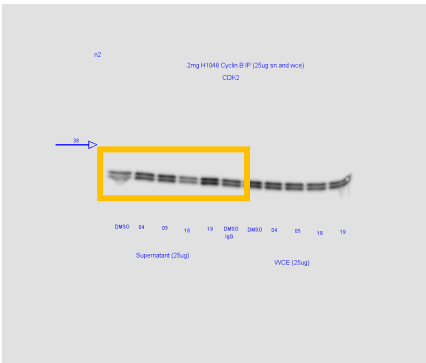 n2
2mg H1048 Cyclin B IP (25ug sn and wce)
CDK2
38
DMSO 04 05 18 19 DMSO IgG DMSO 04 05 18 19
Supernatant (25ug) WCE (25ug)